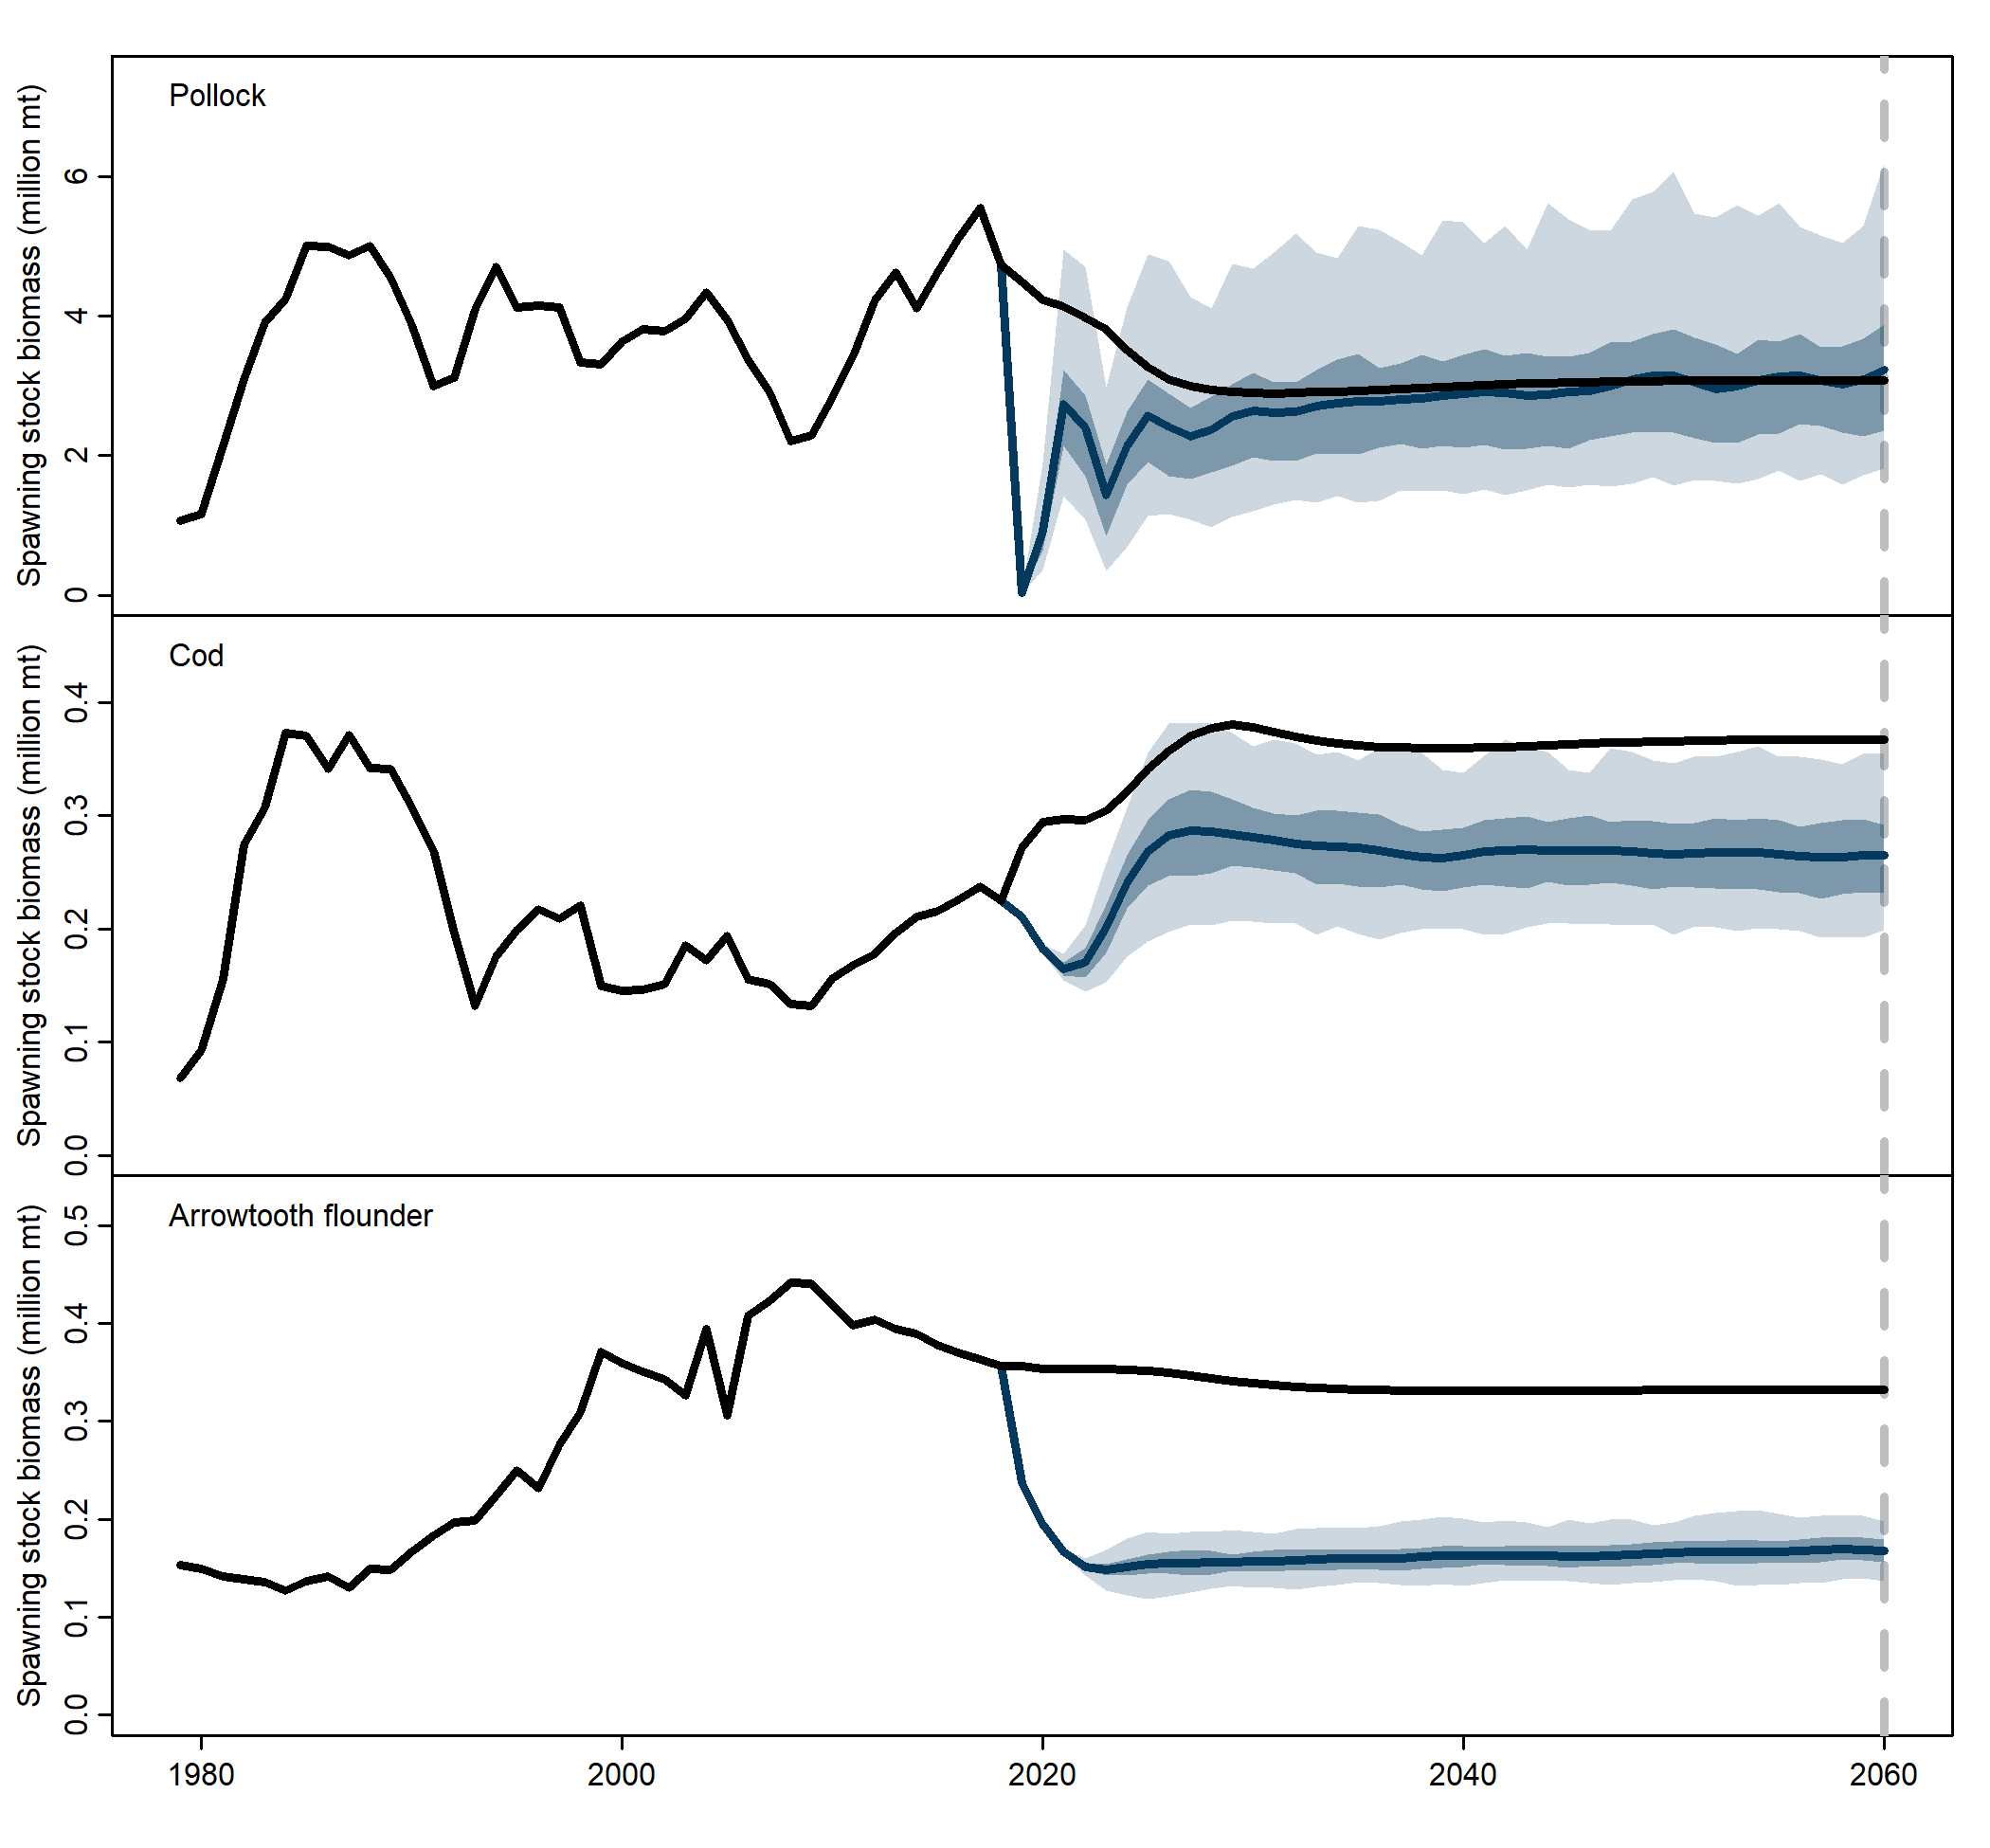 Pollock
Spawning stock biomass (million mt)
6
4
2
0
Cod
Spawning stock biomass (million mt)
0.4
0.3
0.2
0.1
0.0
Arrowtooth flounder
Spawning stock biomass (million mt)
0.5
0.4
0.3
0.2
0.1
0.0
1980 2000 2020 2040 2060